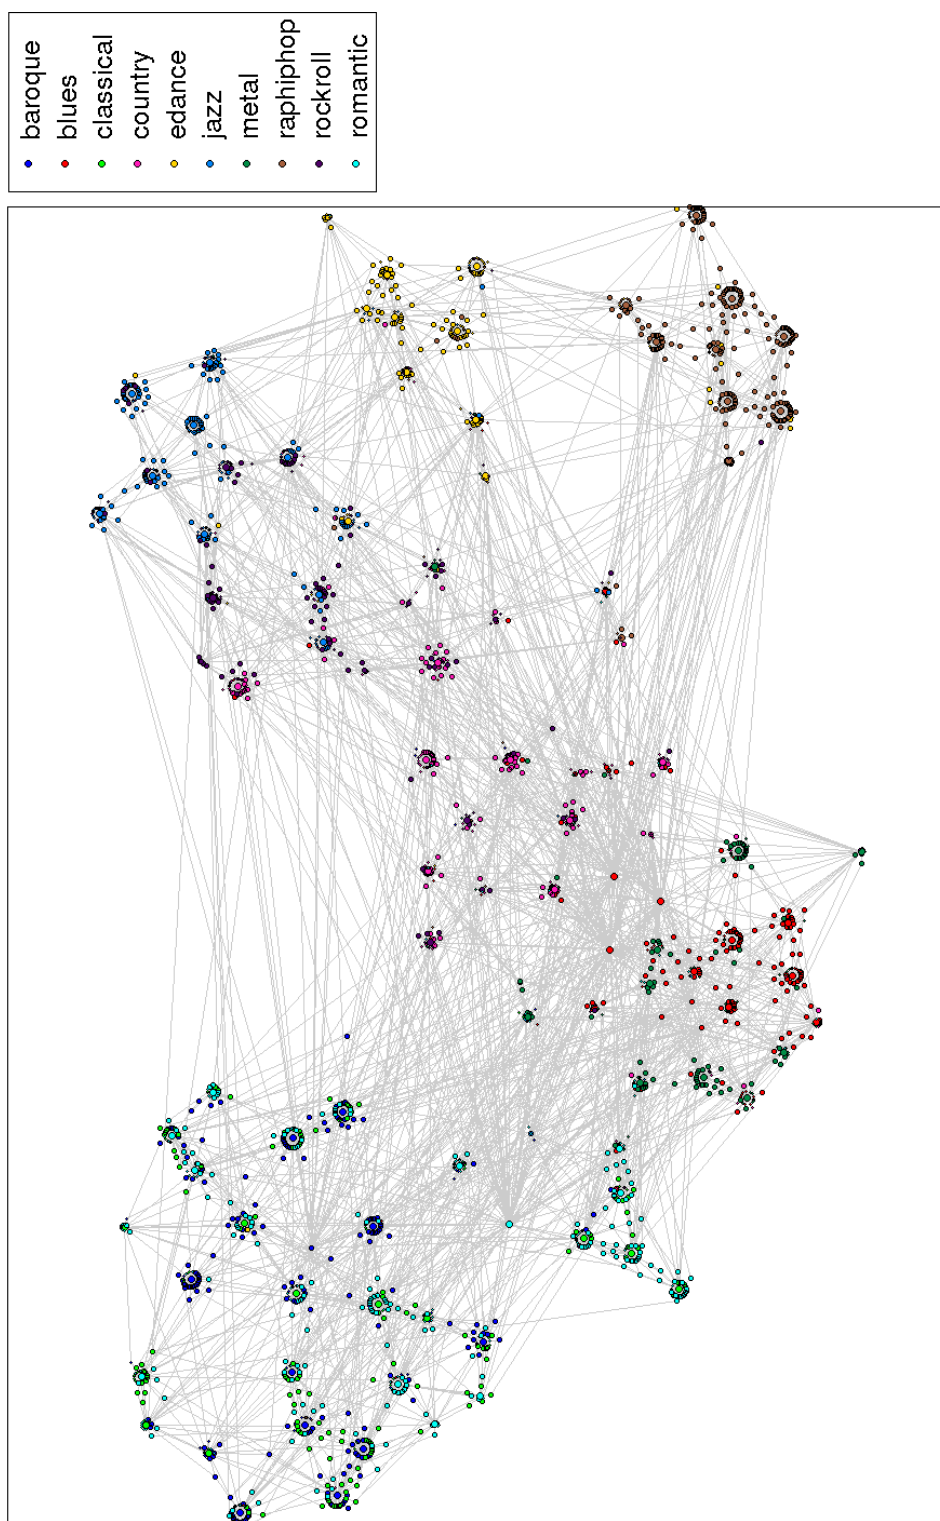 baroque
blues
classical
country
edance
jazz
metal
raphiphop
rockroll
romantic